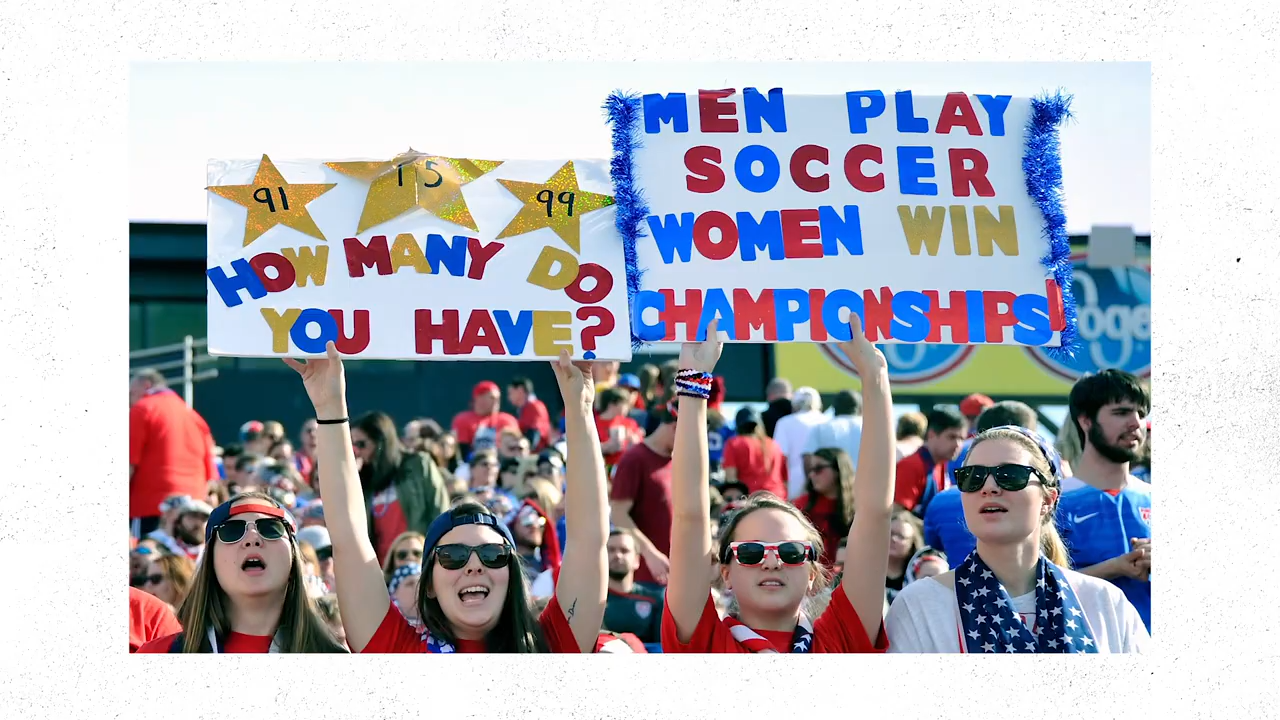 91 15 99
HOW MANY DO
YOU HAVE?
MEN PLAY
SOCCER
WOMEN WIN
CHAMPIONSHIPS!